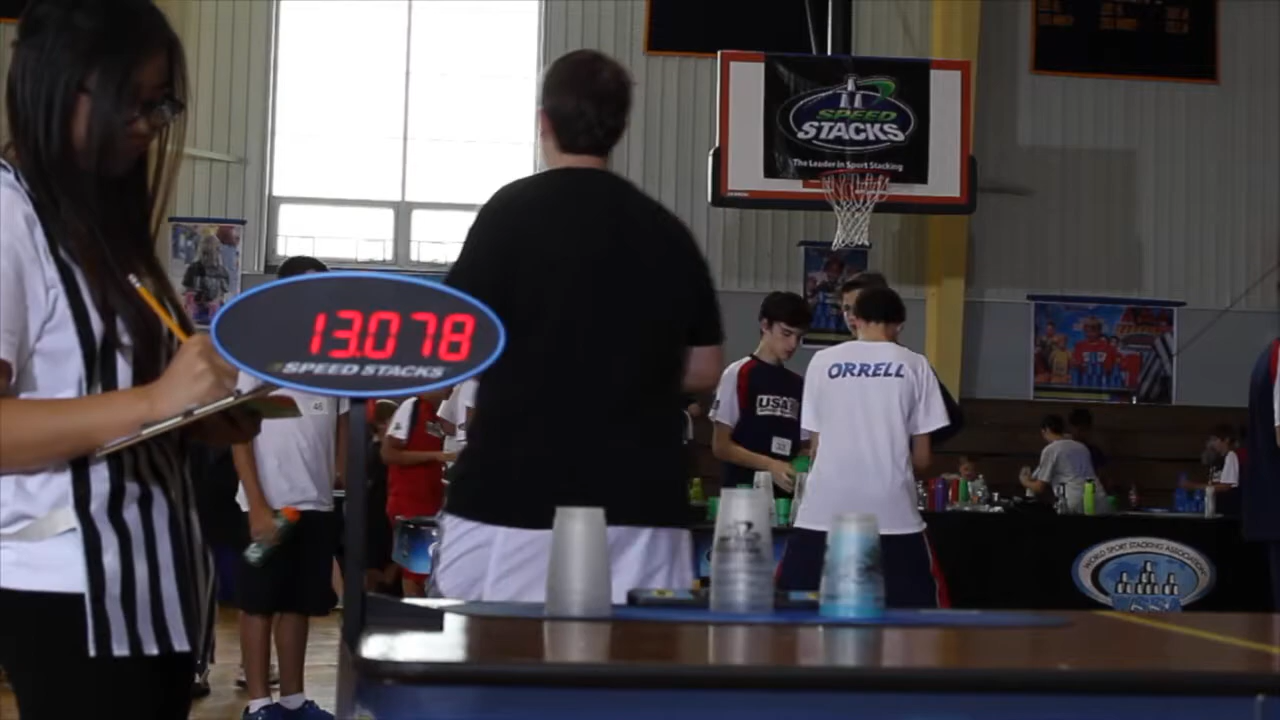 SPEED
STACKS
The Leader in Sport Stacking
13.078
SPEED STACKS
ORRELL
USA
WORLD SPORT STACKING ASSOCIATION